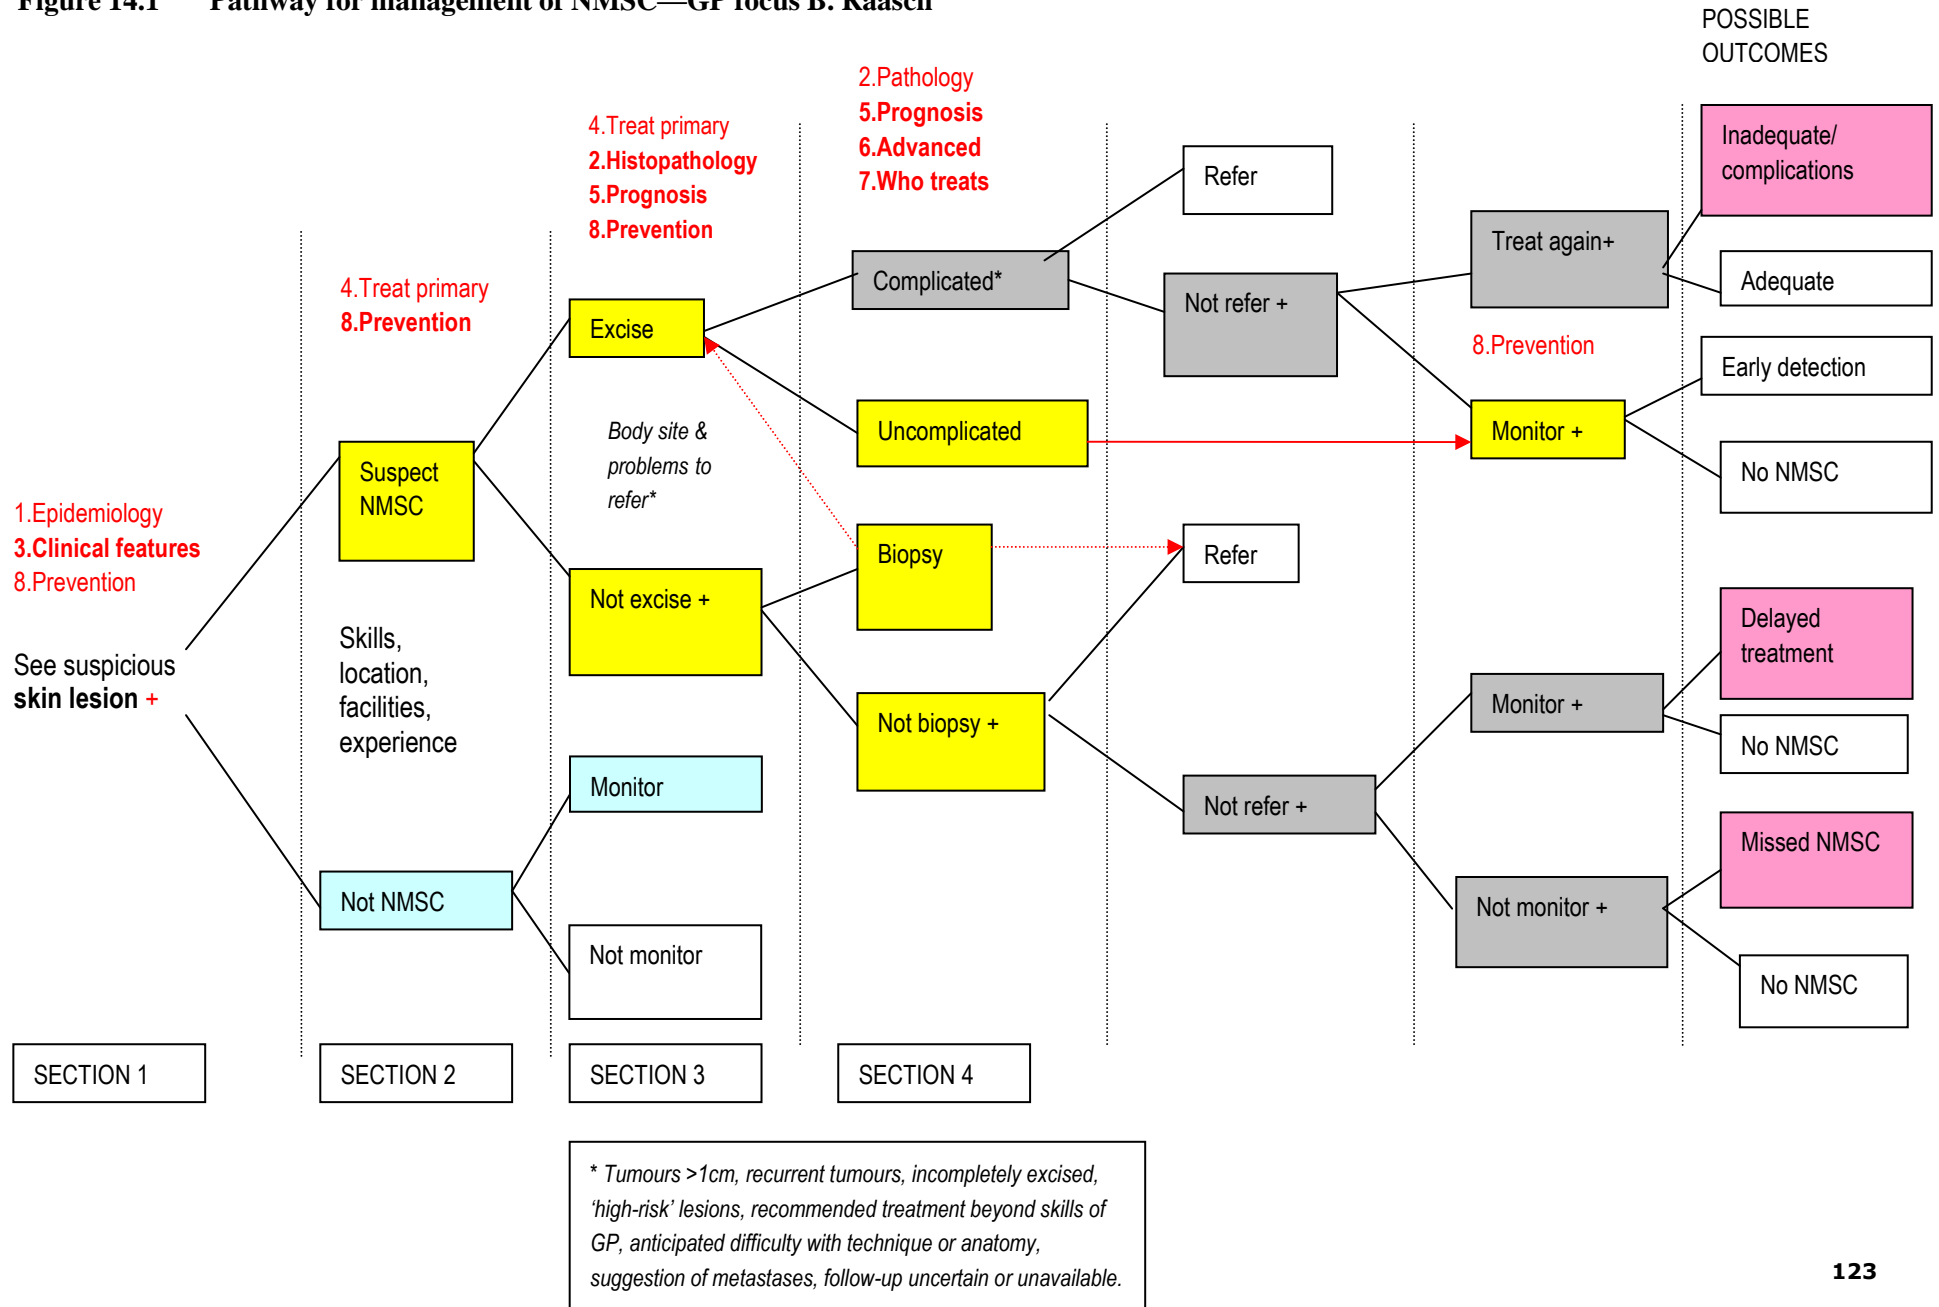 Figure 14.1 Pathway for management of NMSC—GP focus B. Raasch
POSSIBLE
OUTCOMES
1.Epidemiology
3.Clinical features
8.Prevention
See suspicious
skin lesion +
4.Treat primary
8.Prevention
Suspect
NMSC
Skills,
location,
facilities,
experience
Not NMSC
4.Treat primary
2.Histopathology
5.Prognosis
8.Prevention
Excise
Body site &
problems to
refer*
Not excise +
Monitor
Not monitor
2.Pathology
5.Prognosis
6.Advanced
7.Who treats
Complicated*
Uncomplicated
Biopsy
Not biopsy +
Refer
Not refer +
Refer
Not refer +
Treat again+
8.Prevention
Monitor +
Monitor +
Not monitor +
Inadequate/
complications
Adequate
Early detection
No NMSC
Delayed
treatment
No NMSC
Missed NMSC
No NMSC
SECTION 1
SECTION 2
SECTION 3
SECTION 4
* Tumours >1cm, recurrent tumours, incompletely excised,
‘high-risk’ lesions, recommended treatment beyond skills of
GP, anticipated difficulty with technique or anatomy,
suggestion of metastases, follow-up uncertain or unavailable.
123